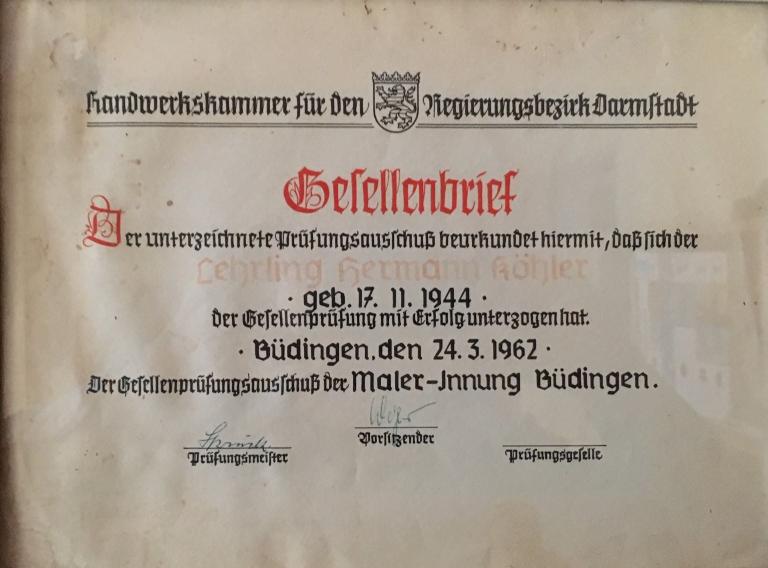 Handwerkskammer für den Regierungsbezirk Darmstadt
Gesellenbrief
Der unterzeichnete Prüfungsausschuß beurkundet hiermit, daß sich der
Lehrling Hermann Köhler
· geb. 17. 11. 1944 ·
der Gesellenprüfung mit Erfolg unterzogen hat.
· Büdingen, den 24. 3. 1962 ·
Der Gesellenprüfungsausschuß der Maler-Innung Büdingen.
Prüfungsmeister
Vorsitzender
Prüfungsgeselle